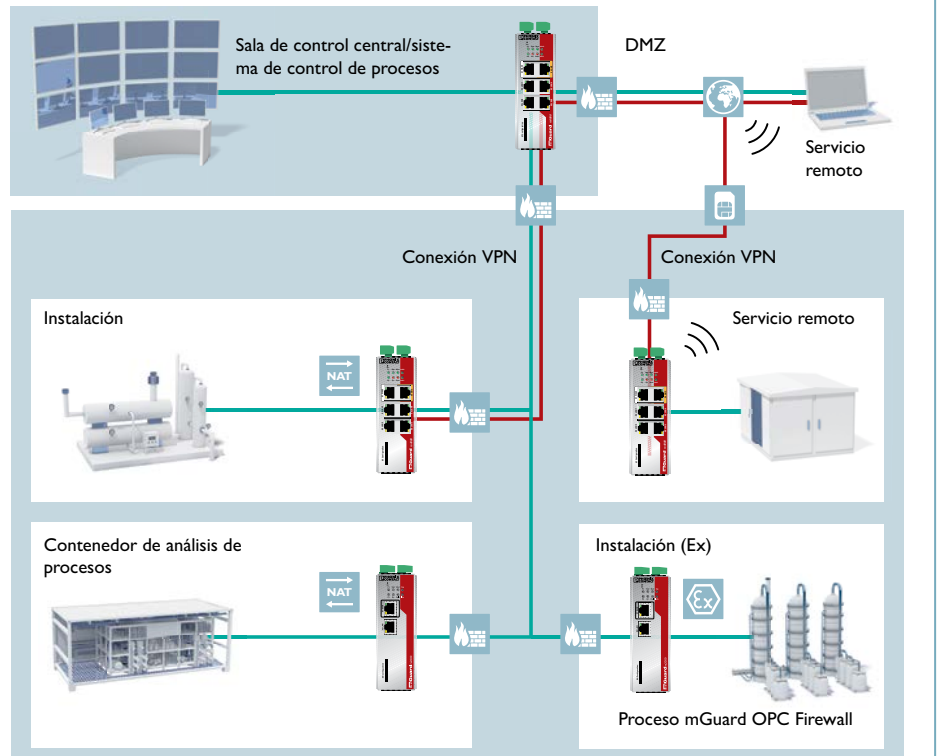 Sala de control central/siste-
ma de control de procesos
DMZ
Servicio
remoto
Conexión VPN
Conexión VPN
Instalación
NAT
Servicio remoto
Contenedor de análisis de
procesos
NAT
Instalación (Ex)
Ex
Proceso mGuard OPC Firewall